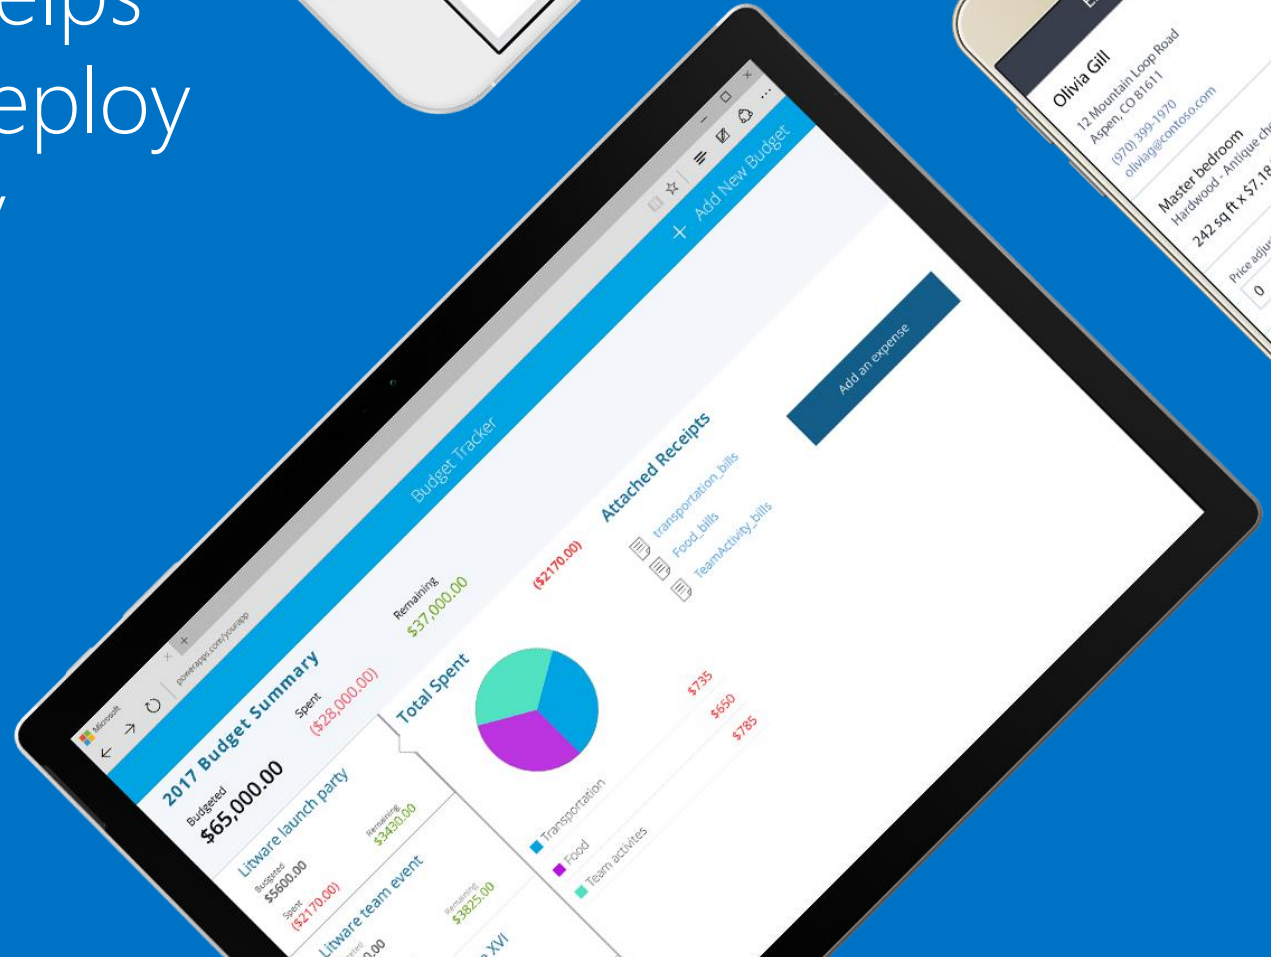 elps
eploy
Microsoft
powerapps.com/yourapp
Budget Tracker
+ Add New Budget
2017 Budget Summary
Budgeted
$65,000.00
Spent
($28,000.00)
Remaining
$37,000.00
Litware launch party
Budgeted
$5600.00
Remaining
$3430.00
Spent
($2170.00)
Litware team event
Remaining
$3825.00
XVI
Total Spent
($2170.00)
Transportation
$735
Food
$650
Team activites
$785
Attached Receipts
transportation_bills
Food_bills
TeamActivity_bills
Add an expense
Olivia Gill
12 Mountain Loop Road
Aspen, CO 81611
(970) 399-1970
oliviag@contoso.com
Master bedroom
Hardwood - Antique che
242 sq ft x $7.18
Price adju
0